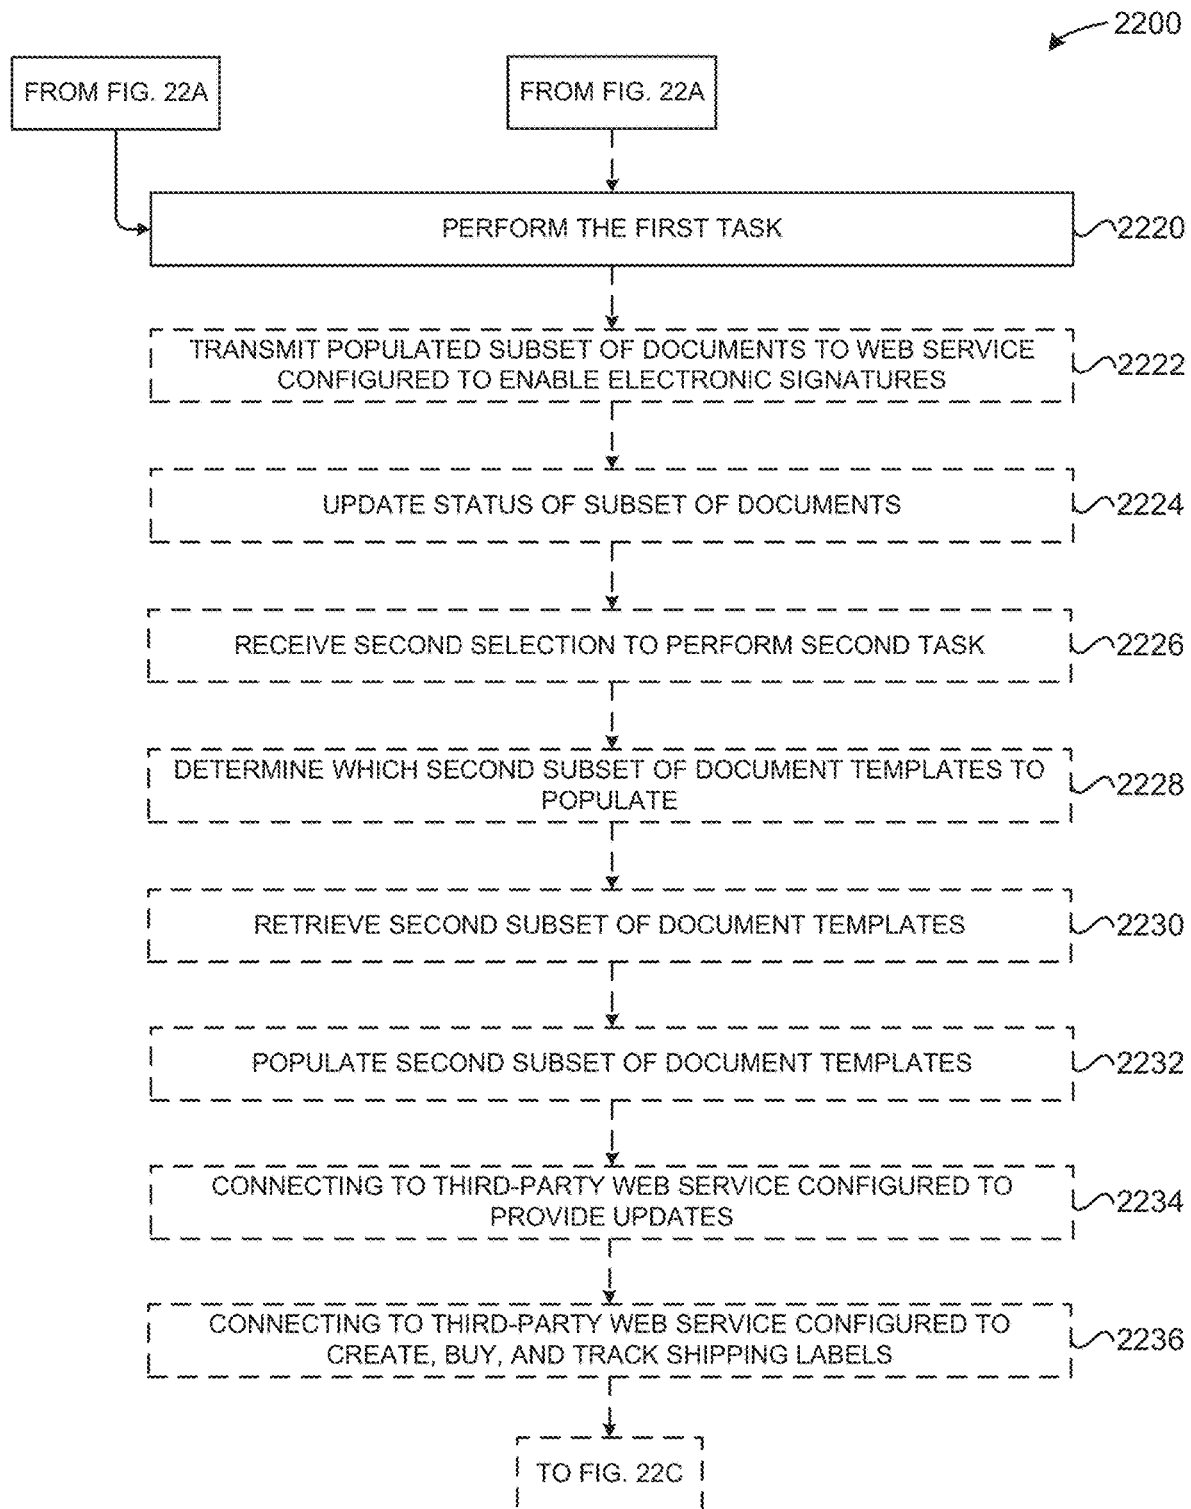 2200
FROM FIG. 22A
FROM FIG. 22A
PERFORM THE FIRST TASK
2220
TRANSMIT POPULATED SUBSET OF DOCUMENTS TO WEB SERVICE
CONFIGURED TO ENABLE ELECTRONIC SIGNATURES
2222
UPDATE STATUS OF SUBSET OF DOCUMENTS
2224
RECEIVE SECOND SELECTION TO PERFORM SECOND TASK
2226
DETERMINE WHICH SECOND SUBSET OF DOCUMENT TEMPLATES TO
POPULATE
2228
RETRIEVE SECOND SUBSET OF DOCUMENT TEMPLATES
2230
POPULATE SECOND SUBSET OF DOCUMENT TEMPLATES
2232
CONNECTING TO THIRD-PARTY WEB SERVICE CONFIGURED TO
PROVIDE UPDATES
2234
CONNECTING TO THIRD-PARTY WEB SERVICE CONFIGURED TO
CREATE, BUY, AND TRACK SHIPPING LABELS
2236
TO FIG. 22C